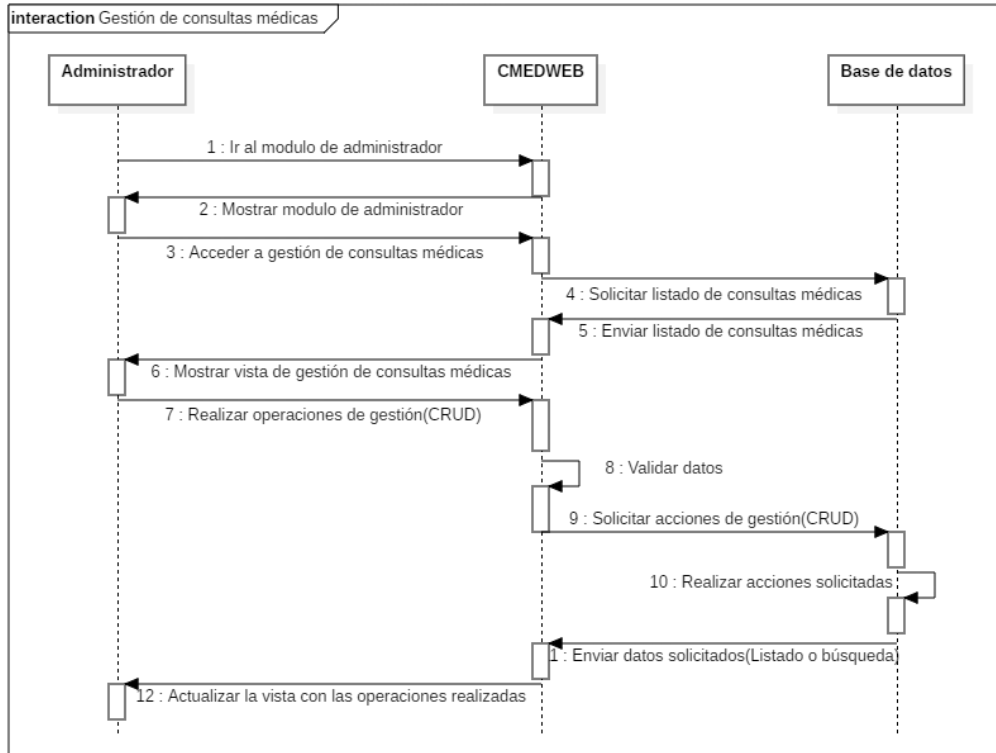 interaction Gestión de consultas médicas
Administrador
CMEDWEB
Base de datos
1 : Ir al modulo de administrador
2 : Mostrar modulo de administrador
3 : Acceder a gestión de consultas médicas
4 : Solicitar listado de consultas médicas
5 : Enviar listado de consultas médicas
6 : Mostrar vista de gestión de consultas médicas
7 : Realizar operaciones de gestión(CRUD)
8 : Validar datos
9 : Solicitar acciones de gestión(CRUD)
10 : Realizar acciones solicitadas
1 : Enviar datos solicitados(Listado o búsqueda)
12 : Actualizar la vista con las operaciones realizadas